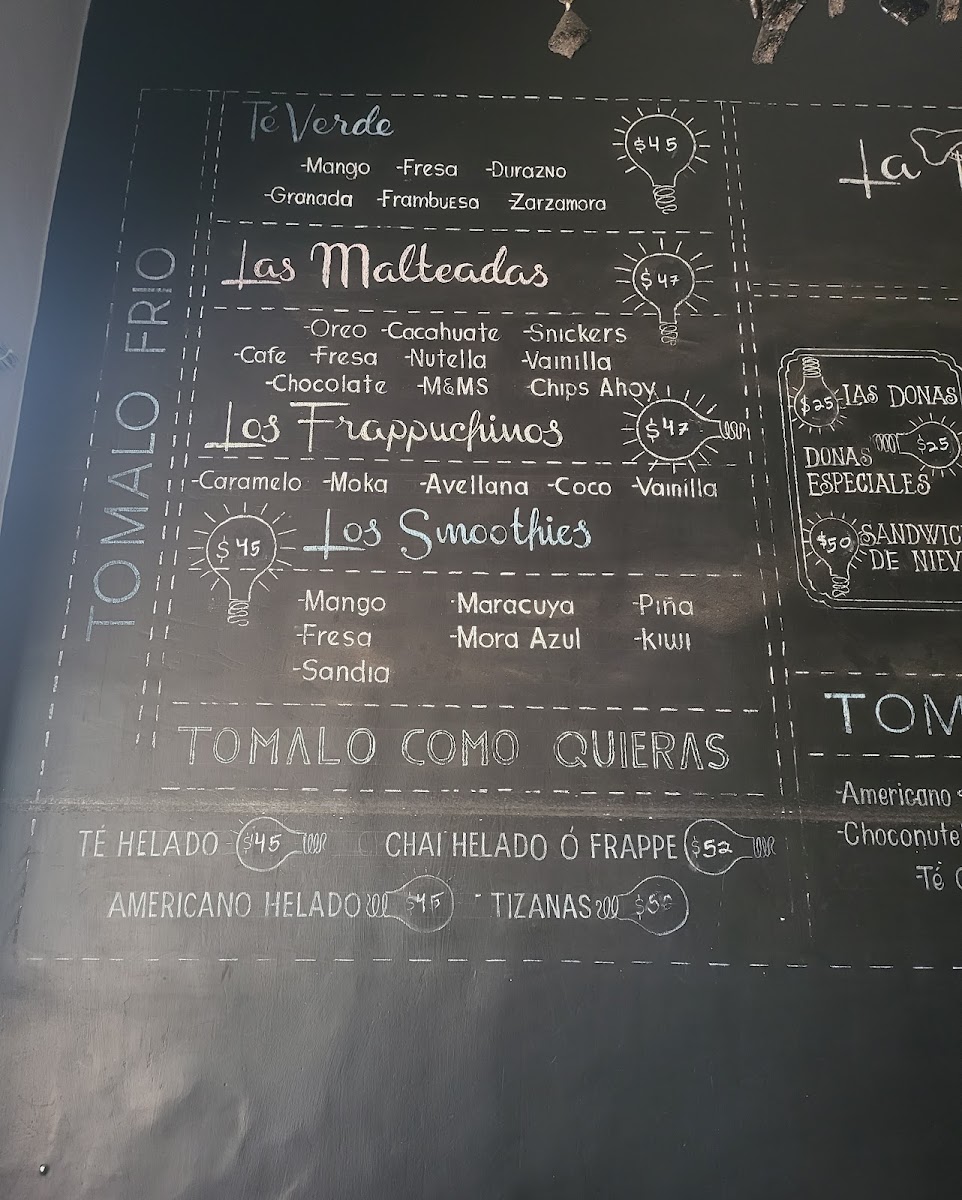 TOMALO FRIO
Té Verde $45
-Mango -Fresa -Durazno
-Granada -Frambuesa Zarzamora
Las Malteadas $47
-Oreo -Cacahuate -Snickers
-Cafe -Fresa -Nutella -Vainilla
-Chocolate -M&MS -Chips Ahoy
Los Frappuchinos $47
-Caramelo -Moka -Avellana -Coco -Vainilla
$45 Los Smoothies
-Mango -Maracuya -Piña
-Fresa -Mora Azul -Kiwi
-Sandia
TOMALO COMO QUIERAS
TÉ HELADO $45 CHAI HELADO Ó FRAPPE $52
AMERICANO HELADO $45 TIZANAS
La
$25 LAS DONAS
DONAS $25
ESPECIALES
$50 SANDWIC
DE NIEV
TOM
-Americano
-Choconute
-Té